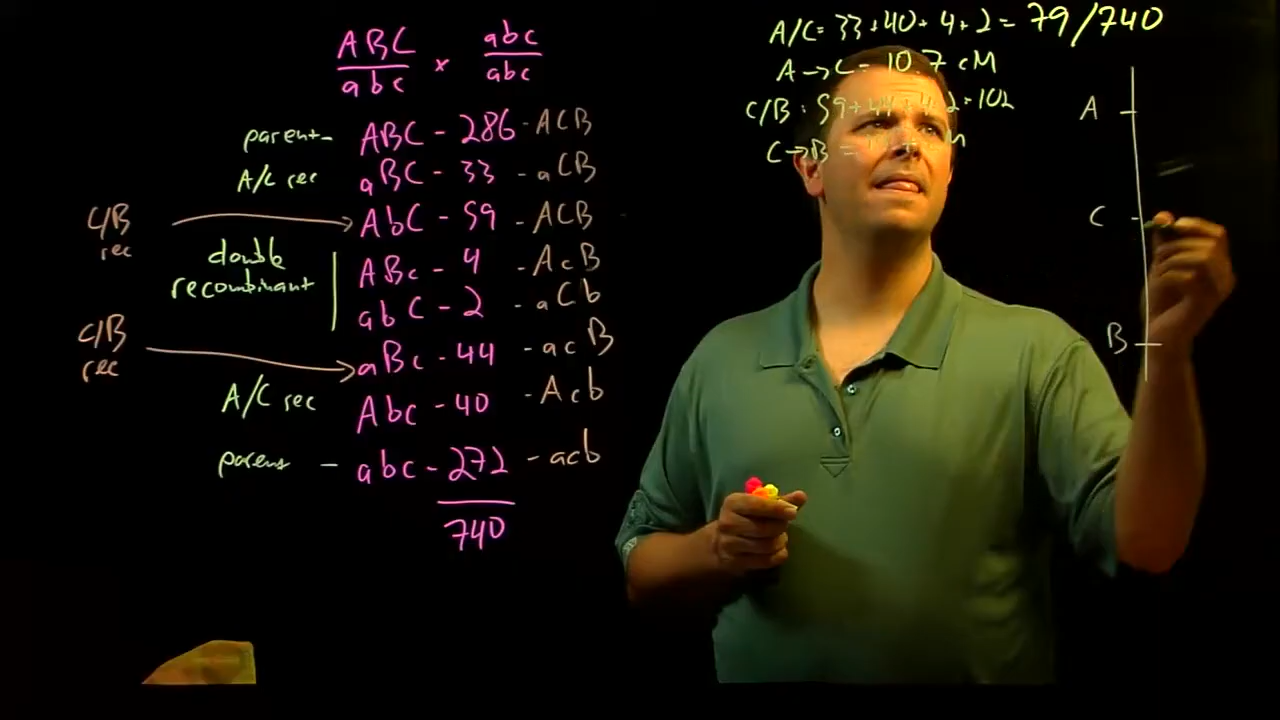 ABC abc
abc x abc
parent- ABC - 286 - ACB
A/C rec aBC - 33 - aCB
C/B rec AbC - 59 - ACB
double recombinant
ABc - 4 - AcB
abC - 2 - aCb
C/B rec aBc - 44 - acB
A/C rec Abc - 40 - Acb
parent - abc - 272 - acb
740
A/C = 33+40+4+2 = 79/740
A→C = 10.7 cM
C/B : 59+44+4+2=102
C→B =
A
C
B